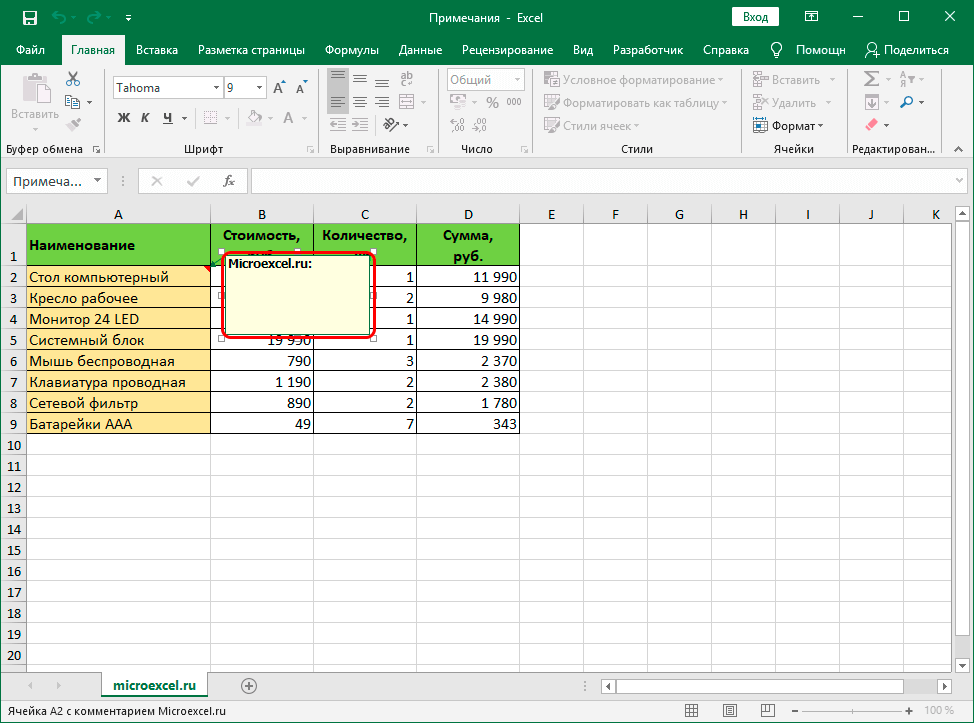 Примечания - Excel
Вход
Файл Главная Вставка Разметка страницы Формулы Данные Рецензирование Вид Разработчик Справка Помощн Поделиться
Вставить
Буфер обмена
Tahoma 9
Ж К Ч А
Шрифт
ab
Выравнивание
Общий
% 000
Число
Условное форматирование
Форматировать как таблицу
Стили ячеек
Стили
Вставить
Удалить
Формат
Ячейки
Редактирован...
Примеча... fx
A B C D E F G H I J K
1 Наименование Стоимость, Количество, Сумма, руб.
Microexcel.ru:
2 Стол компьютерный 1 11 990
3 Кресло рабочее 2 9 980
4 Монитор 24 LED 1 14 990
5 Системный блок 19 990 1 19 990
6 Мышь беспроводная 790 3 2 370
7 Клавиатура проводная 1 190 2 2 380
8 Сетевой фильтр 890 2 1 780
9 Батарейки ААА 49 7 343
10
11
12
13
14
15
16
17
18
19
20
microexcel.ru
Ячейка A2 с комментарием Microexcel.ru 100 %